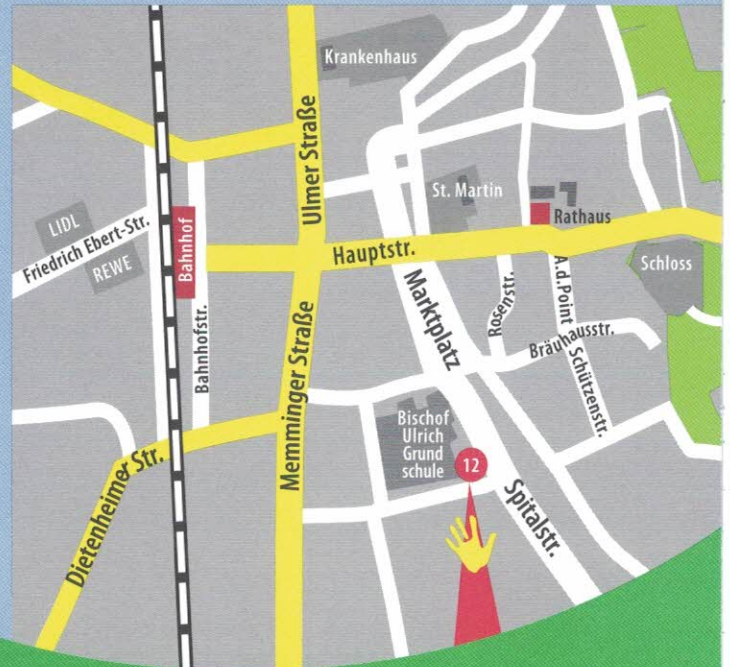 Krankenhaus
Ulmer Straße
St. Martin
Rathaus
LIDL
Friedrich Ebert-Str.
REWE
Bahnhof
Hauptstr.
Schloss
Bahnhofstr.
Memminger Straße
Marktplatz
Rosenstr.
A.d.Point
Bräuhausstr.
Schützenstr.
Bischof
Ulrich
Grund
schule
12
Dietenheimer Str.
Spitalstr.